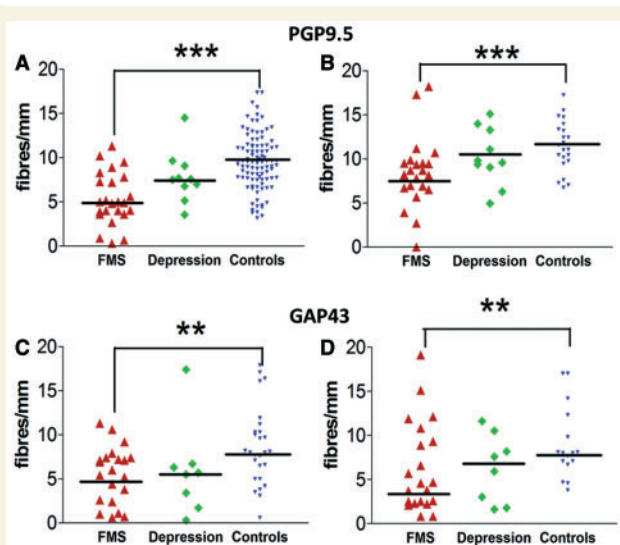 PGP9.5
A
***
B
***
fibres/mm
20
15
10
5
0
FMS Depression Controls
fibres/mm
20
15
10
5
0
FMS Depression Controls
GAP43
C
**
D
**
fibres/mm
20
15
10
5
0
FMS Depression Controls
fibres/mm
20
15
10
5
0
FMS Depression Controls